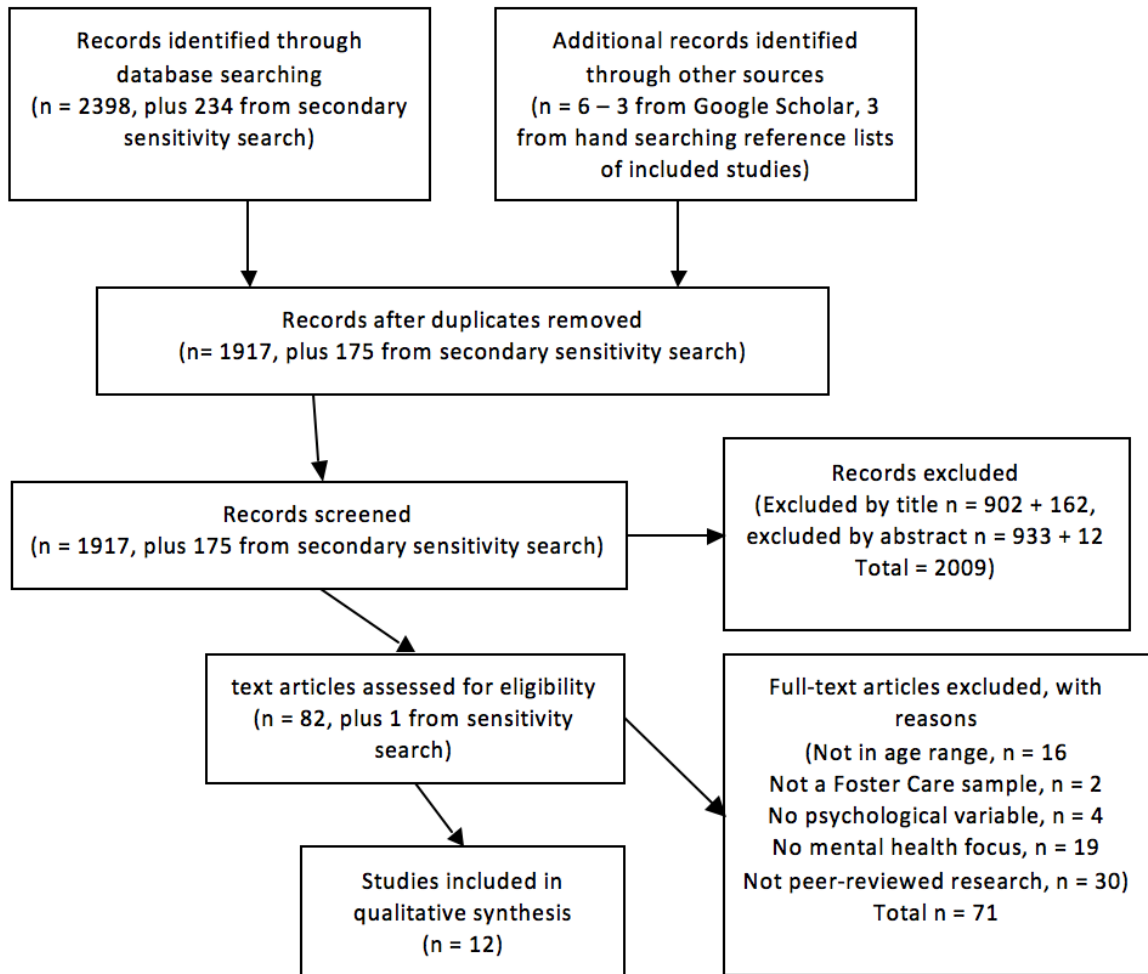 Records identified through
database searching
(n = 2398, plus 234 from secondary
sensitivity search)
Additional records identified
through other sources
(n = 6 – 3 from Google Scholar, 3
from hand searching reference lists
of included studies)
Records after duplicates removed
(n= 1917, plus 175 from secondary sensitivity search)
Records screened
(n = 1917, plus 175 from secondary sensitivity search)
Records excluded
(Excluded by title n = 902 + 162,
excluded by abstract n = 933 + 12
Total = 2009)
text articles assessed for eligibility
(n = 82, plus 1 from sensitivity
search)
Full-text articles excluded, with
reasons
(Not in age range, n = 16
Not a Foster Care sample, n = 2
No psychological variable, n = 4
No mental health focus, n = 19
Not peer-reviewed research, n = 30)
Total n = 71
Studies included in
qualitative synthesis
(n = 12)